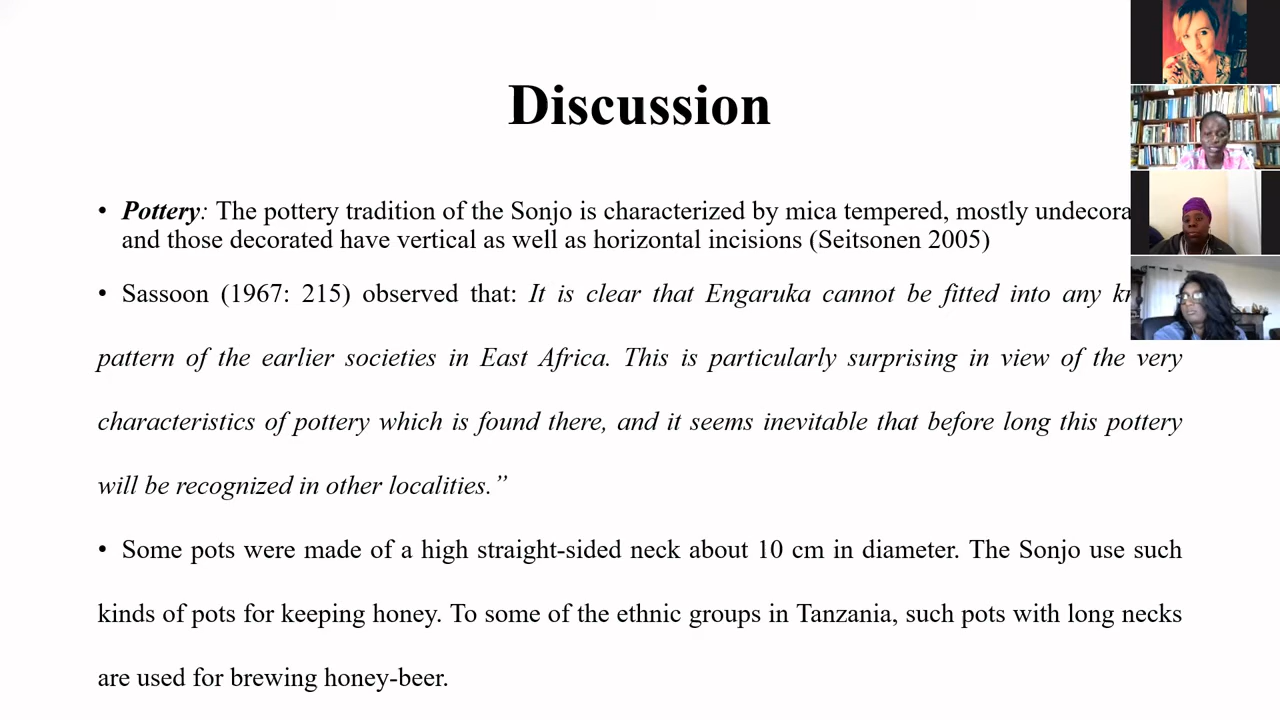 Discussion
• Pottery: The pottery tradition of the Sonjo is characterized by mica tempered, mostly
and those decorated have vertical as well as horizontal incisions (Seitsonen 2005)
• Sassoon (1967: 215) observed that: It is clear that Engaruka cannot be fitted into any
pattern of the earlier societies in East Africa. This is particularly surprising in view of the very
characteristics of pottery which is found there, and it seems inevitable that before long this pottery
will be recognized in other localities.”
• Some pots were made of a high straight-sided neck about 10 cm in diameter. The Sonjo use such
kinds of pots for keeping honey. To some of the ethnic groups in Tanzania, such pots with long necks
are used for brewing honey-beer.